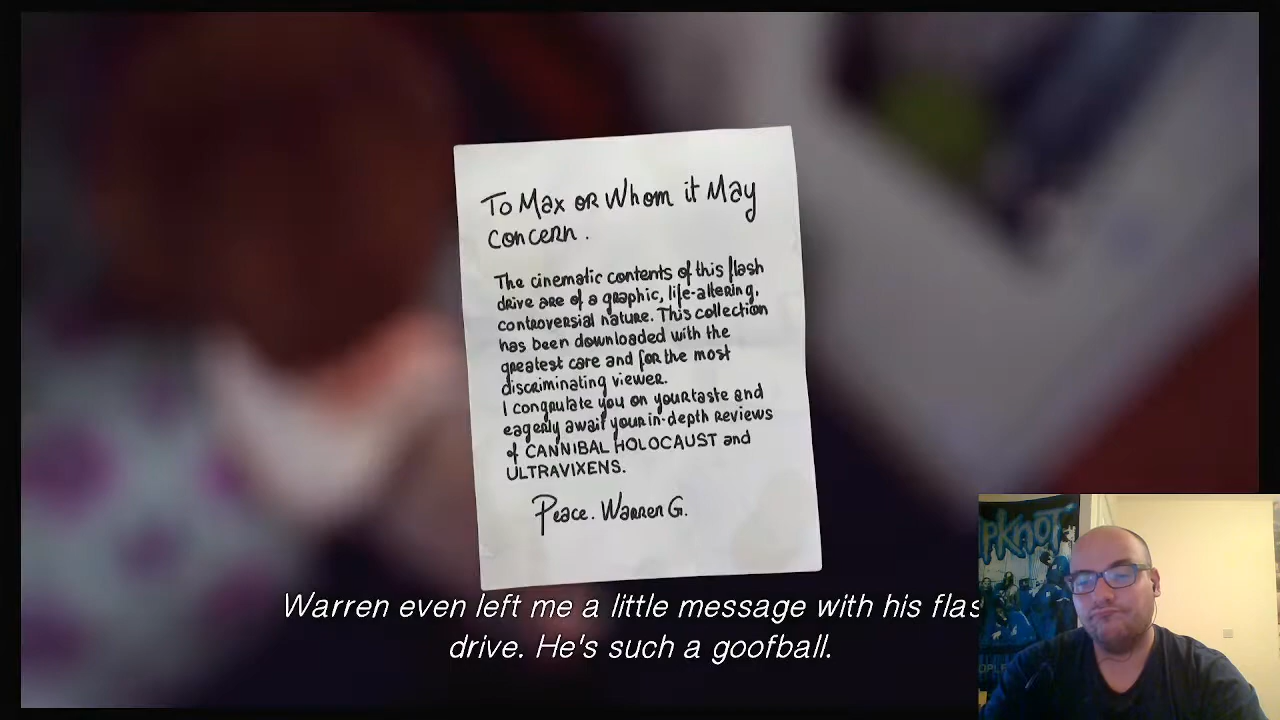 To Max or Whom it May
Concern.
The cinematic contents of this flash
drive are of a graphic, life-altering,
controversial nature. This collection
has been downloaded with the
greatest care and for the most
discriminating viewer.
I congrulate you on your taste and
eagerly await your in-depth reviews
of CANNIBAL HOLOCAUST and
ULTRAVIXENS.
Peace. Warren G.
Warren even left me a little message with his flas
drive. He's such a goofball.
PKNOT
OPLE